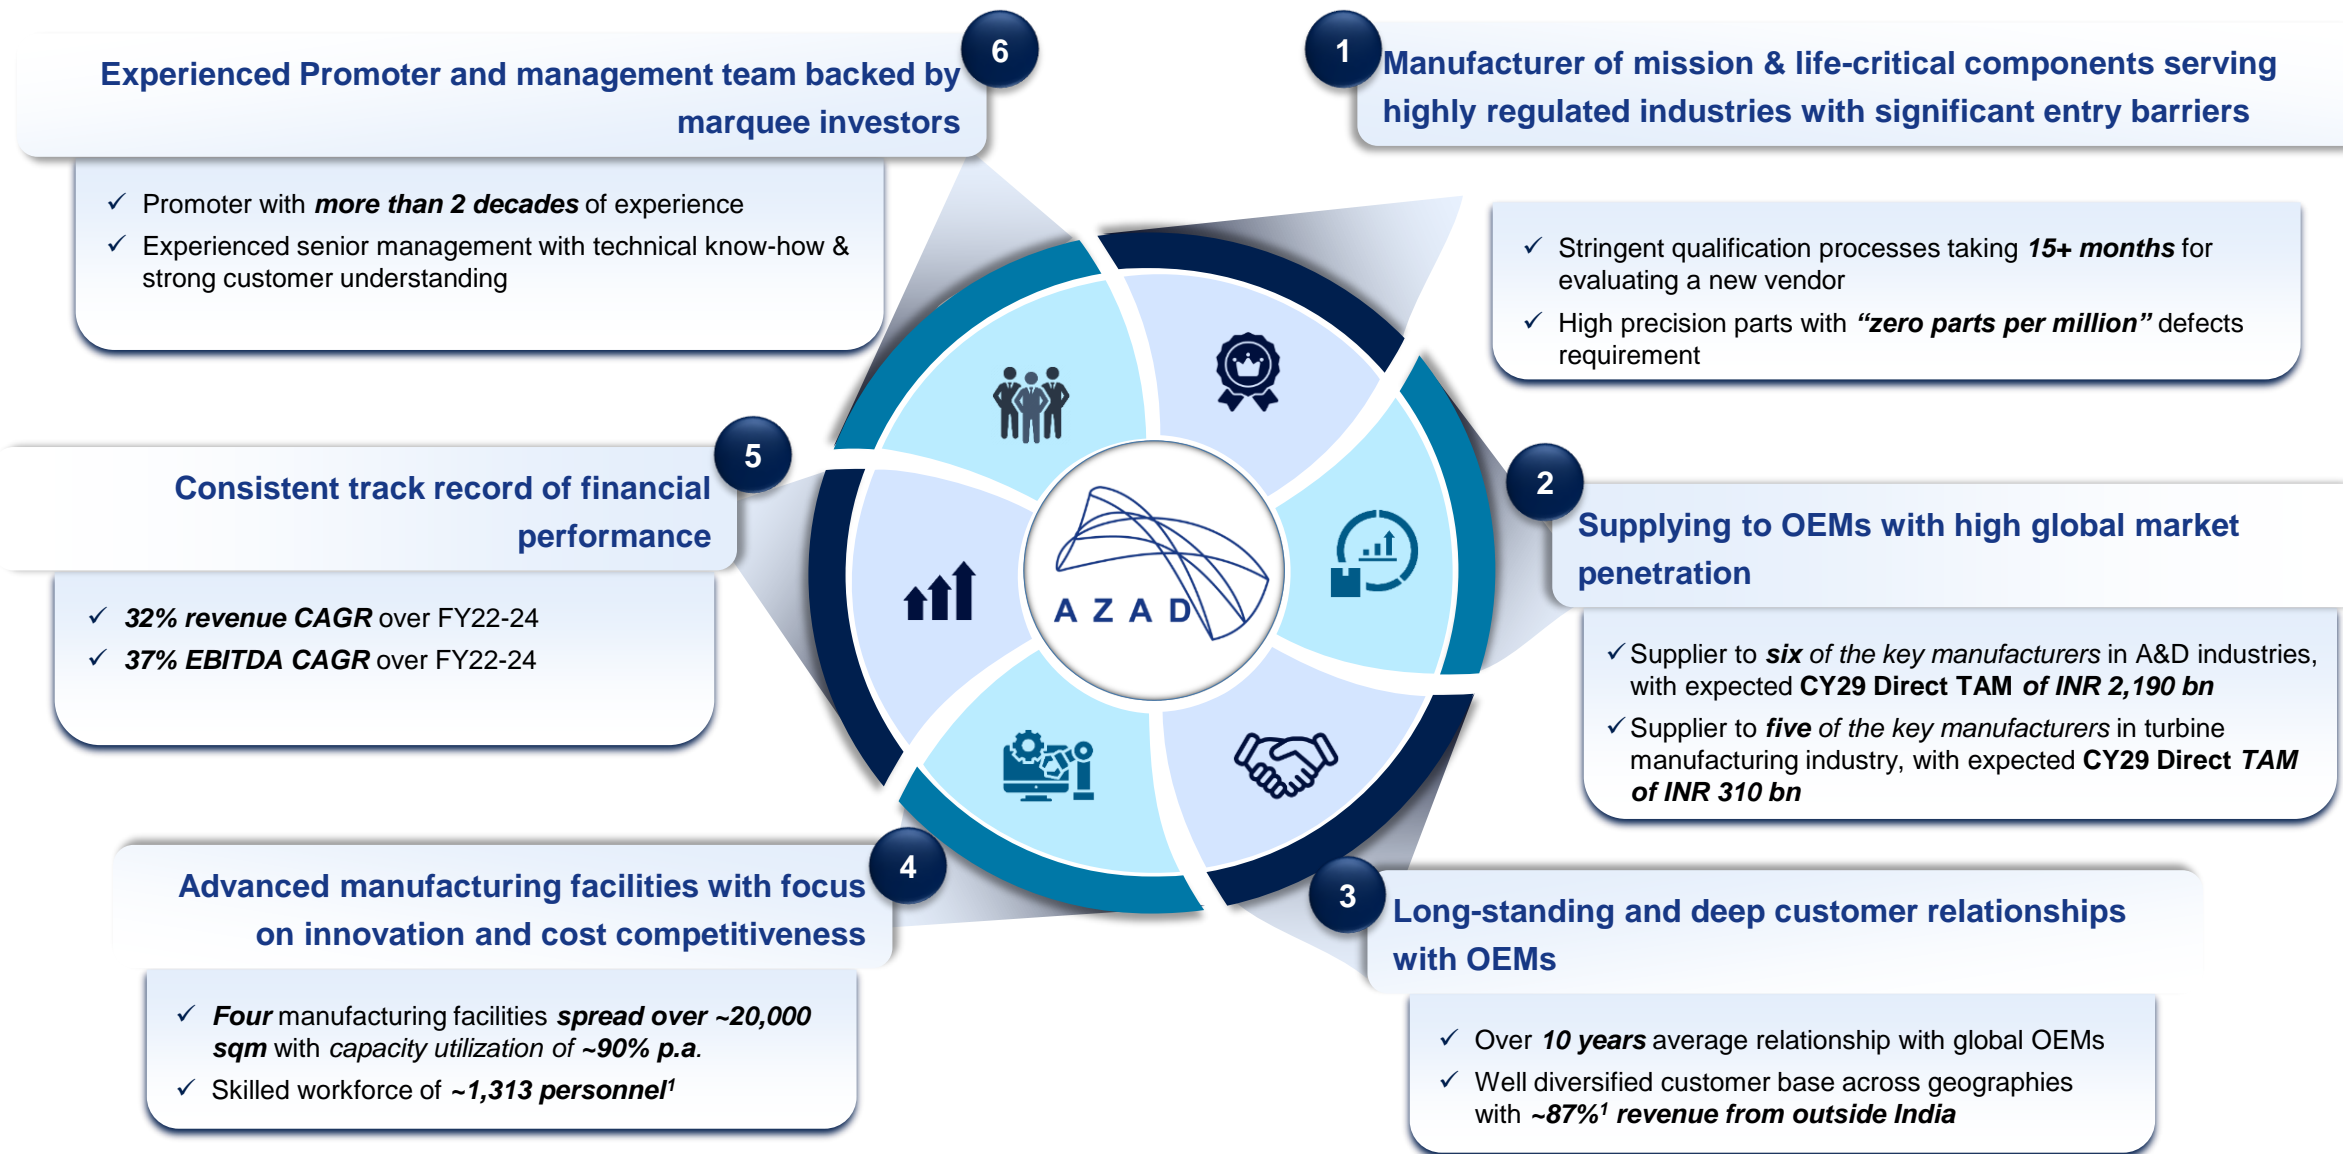 1
Manufacturer of mission & life-critical components serving
highly regulated industries with significant entry barriers
✓ Stringent qualification processes taking 15+ months for
evaluating a new vendor
✓ High precision parts with “zero parts per million” defects
requirement
2
Supplying to OEMs with high global market
penetration
✓ Supplier to six of the key manufacturers in A&D industries,
with expected CY29 Direct TAM of INR 2,190 bn
✓ Supplier to five of the key manufacturers in turbine
manufacturing industry, with expected CY29 Direct TAM
of INR 310 bn
3
Long-standing and deep customer relationships
with OEMs
✓ Over 10 years average relationship with global OEMs
✓ Well diversified customer base across geographies
with ~87%¹ revenue from outside India
4
Advanced manufacturing facilities with focus
on innovation and cost competitiveness
✓ Four manufacturing facilities spread over ~20,000
sqm with capacity utilization of ~90% p.a.
✓ Skilled workforce of ~1,313 personnel¹
5
Consistent track record of financial
performance
✓ 32% revenue CAGR over FY22-24
✓ 37% EBITDA CAGR over FY22-24
6
Experienced Promoter and management team backed by
marquee investors
✓ Promoter with more than 2 decades of experience
✓ Experienced senior management with technical know-how &
strong customer understanding
AZAD